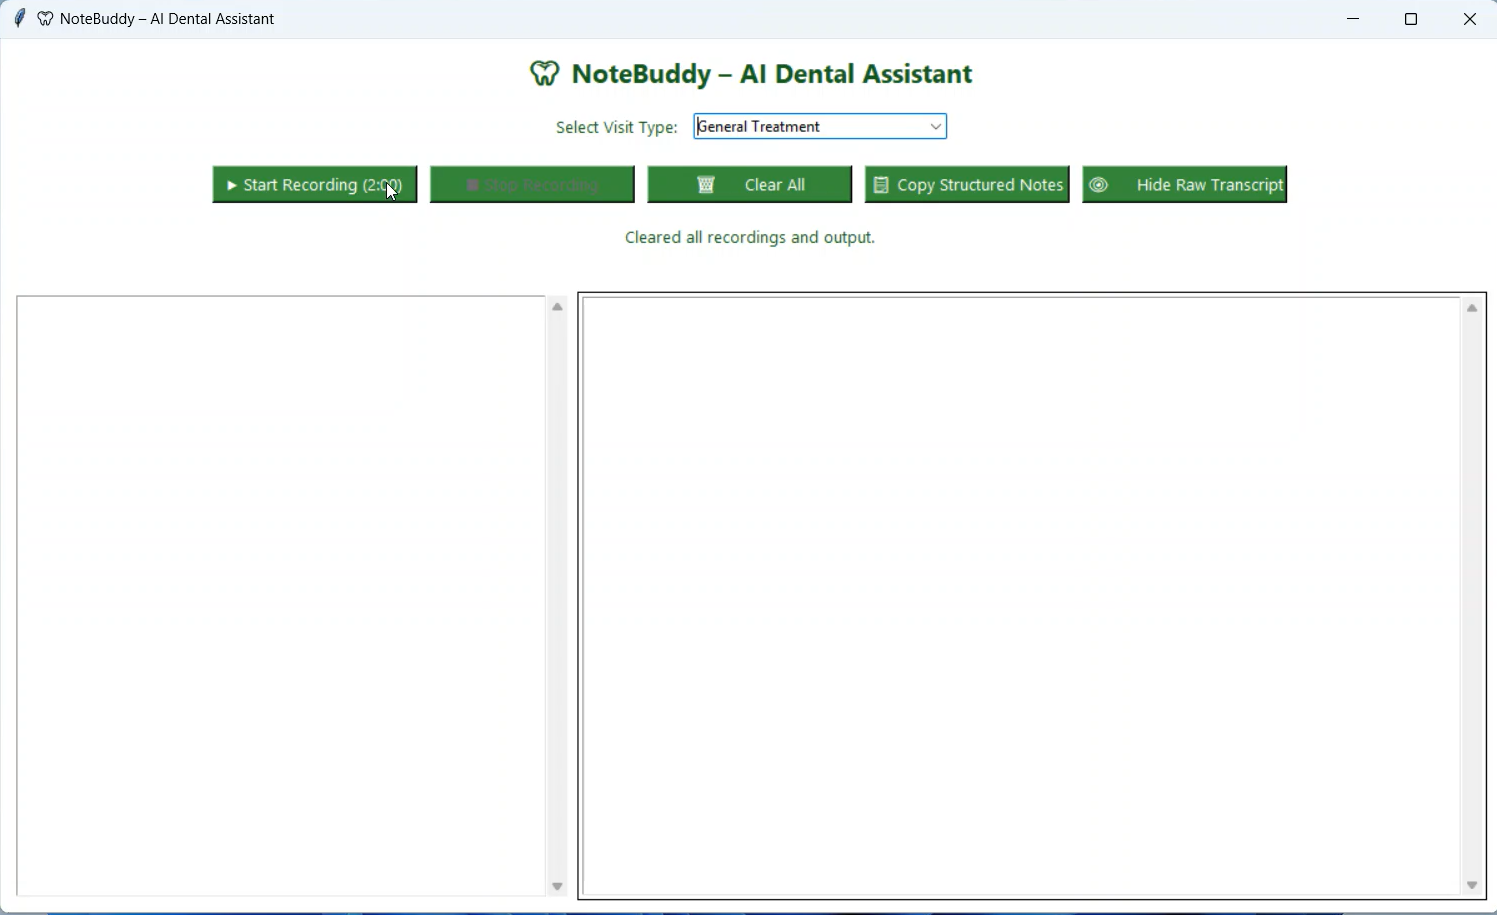 NoteBuddy – AI Dental Assistant
NoteBuddy – AI Dental Assistant
Select Visit Type: General Treatment
Start Recording (2:00) Stop Recording Clear All Copy Structured Notes Hide Raw Transcript
Cleared all recordings and output.